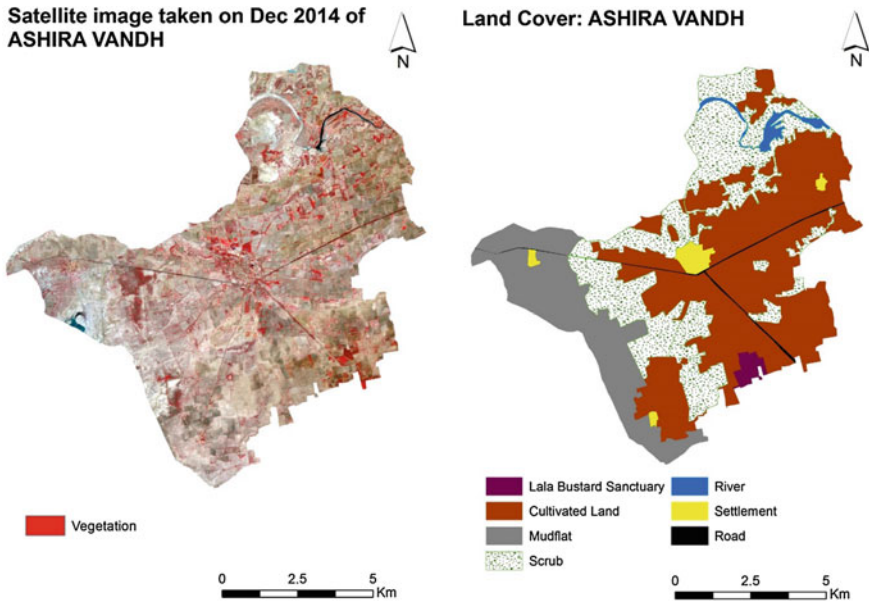 Satellite image taken on Dec 2014 of
ASHIRA VANDH
N
Vegetation
0 2.5 5
Km
Land Cover: ASHIRA VANDH
N
Lala Bustard Sanctuary
Cultivated Land
Mudflat
Scrub
River
Settlement
Road
0 2.5 5
Km